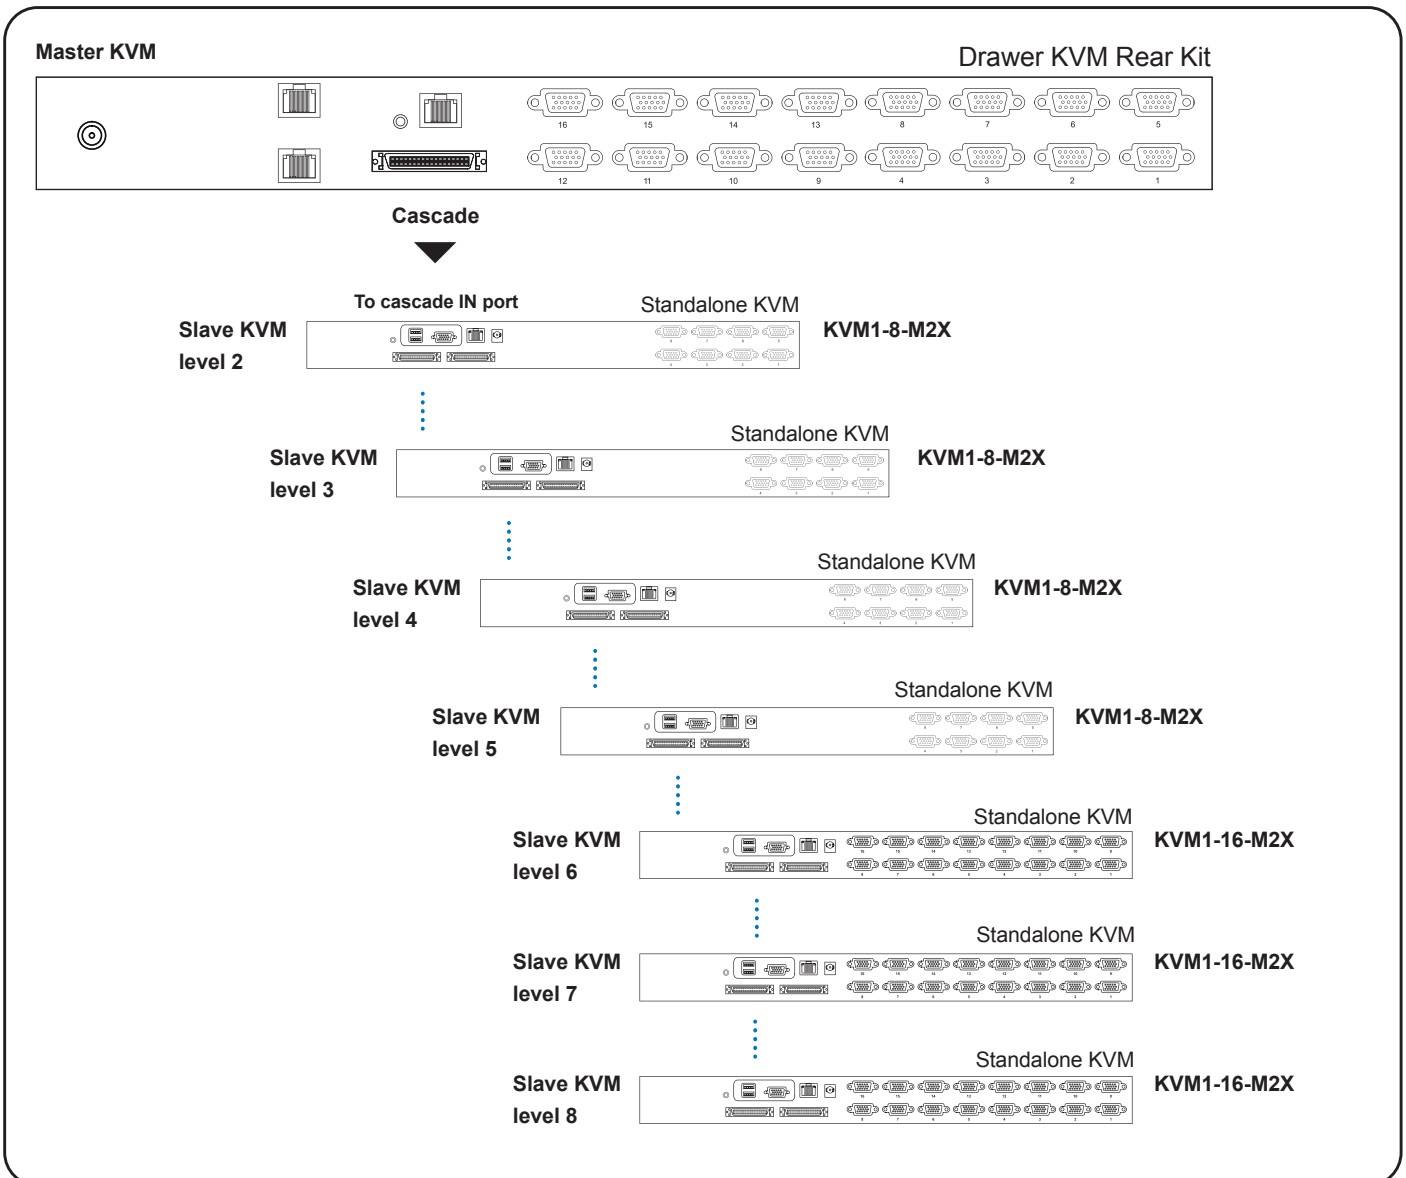 Master KVM
Drawer KVM Rear Kit
16 15 14 13 8 7 6 5
12 11 10 9 4 3 2 1
Cascade
To cascade IN port
Standalone KVM
Slave KVM
level 2
KVM1-8-M2X
Standalone KVM
Slave KVM
level 3
KVM1-8-M2X
Standalone KVM
Slave KVM
level 4
KVM1-8-M2X
Standalone KVM
Slave KVM
level 5
KVM1-8-M2X
Standalone KVM
Slave KVM
level 6
KVM1-16-M2X
Standalone KVM
Slave KVM
level 7
KVM1-16-M2X
Standalone KVM
Slave KVM
level 8
KVM1-16-M2X